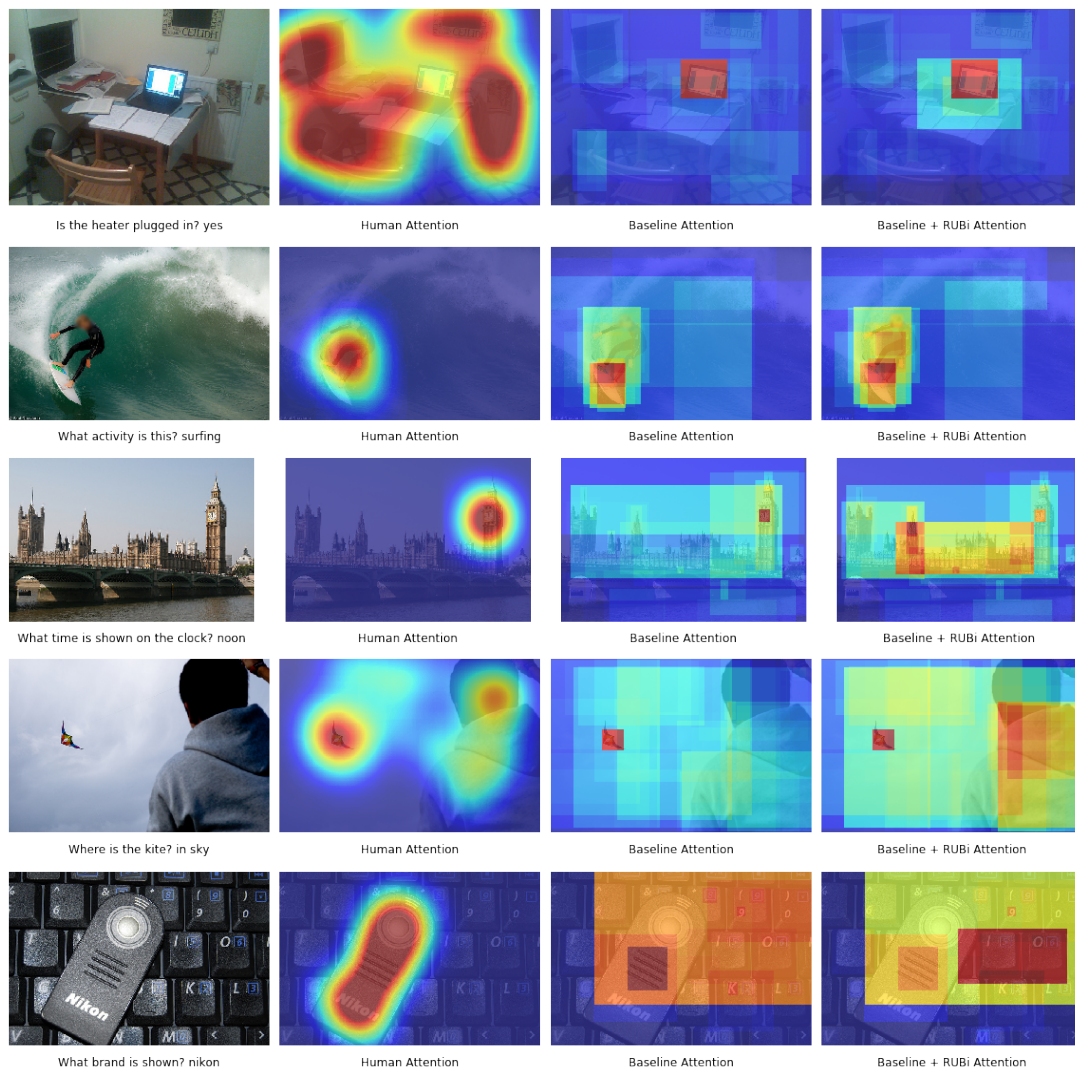 Is the heater plugged in? yes
Human Attention
Baseline Attention
Baseline + RUBi Attention
What activity is this? surfing
Human Attention
Baseline Attention
Baseline + RUBi Attention
What time is shown on the clock? noon
Human Attention
Baseline Attention
Baseline + RUBi Attention
Where is the kite? in sky
Human Attention
Baseline Attention
Baseline + RUBi Attention
Nikon
What brand is shown? nikon
Human Attention
Baseline Attention
Baseline + RUBi Attention